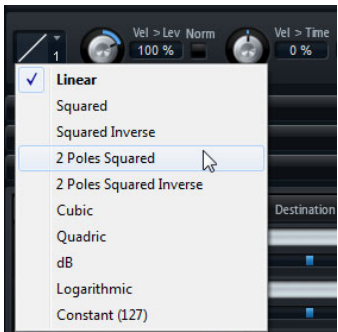 Vel > Lev Norm Vel > Time
1 100 % 0 %
Linear
Squared
Squared Inverse
2 Poles Squared
2 Poles Squared Inverse
Cubic
Destination
Quadric
dB
Logarithmic
Constant (127)